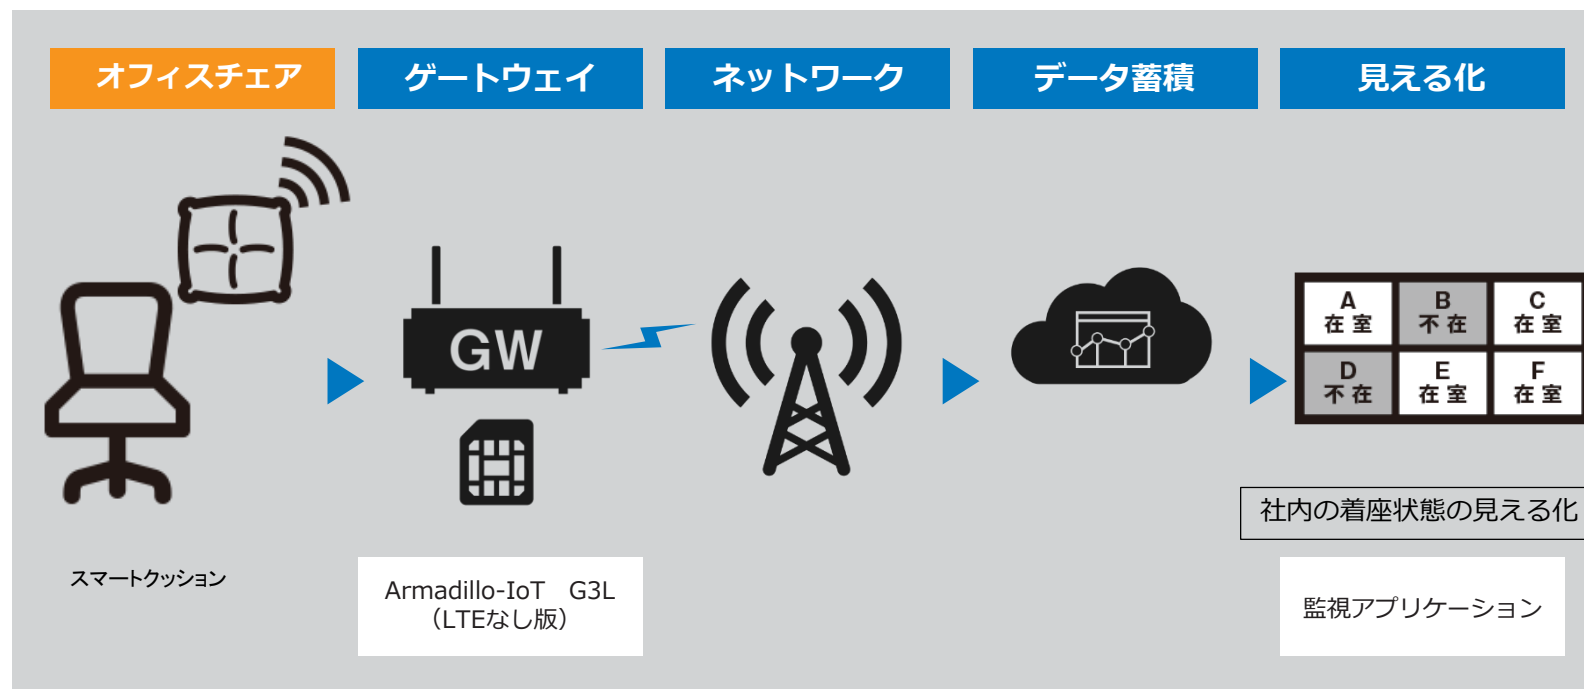 オフィスチェア
ゲートウェイ
ネットワーク
データ蓄積
見える化
GW
A
在室
B
不在
C
在室
D
不在
E
在室
F
在室
社内の着座状態の見える化
スマートクッション
Armadillo-IoT　G3L
（LTEなし版）
監視アプリケーション